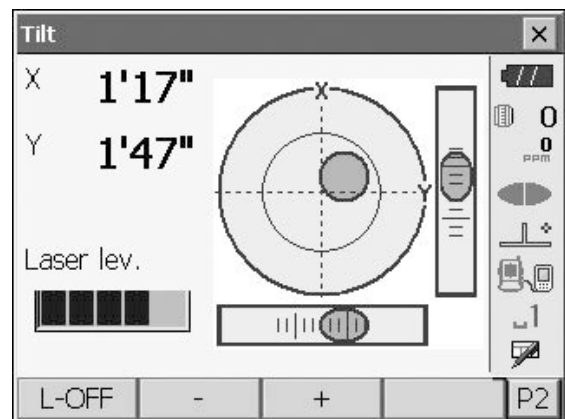 Tilt
X 1'17"
Y 1'47"
X
Y
Laser lev.
0
0
PPM
1
L-OFF - + P2